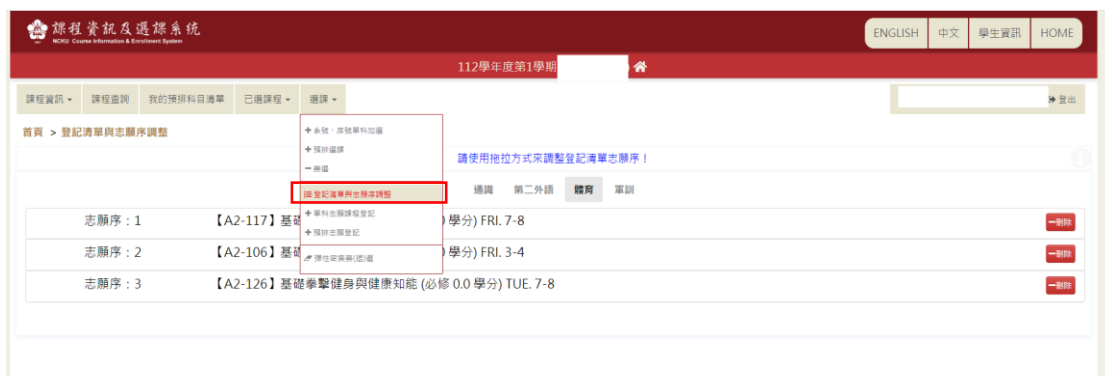 課程資訊及選課系統
NCKU Course Information & Enrollment System
ENGLISH 中文 學生資訊 HOME
112學年度第1學期
課程資訊 課程查詢 我的預排科目清單 已選課程 選課
登出
首頁 > 登記清單與志願序調整
+系號、序號單科加選
+預排選課
請使用拖拉方式來調整登記清單志願序！
−棄選
登記清單與志願序調整
通識 第二外語 體育 軍訓
+單科志願課程登記
志願序：1 【A2-117】基礎 學分) FRI. 7-8 −刪除
+預排志願登記
志願序：2 【A2-106】基礎 學分) FRI. 3-4 −刪除
彈性密集棄(退)選
志願序：3 【A2-126】基礎拳擊健身與健康知能 (必修 0.0 學分) TUE. 7-8 −刪除